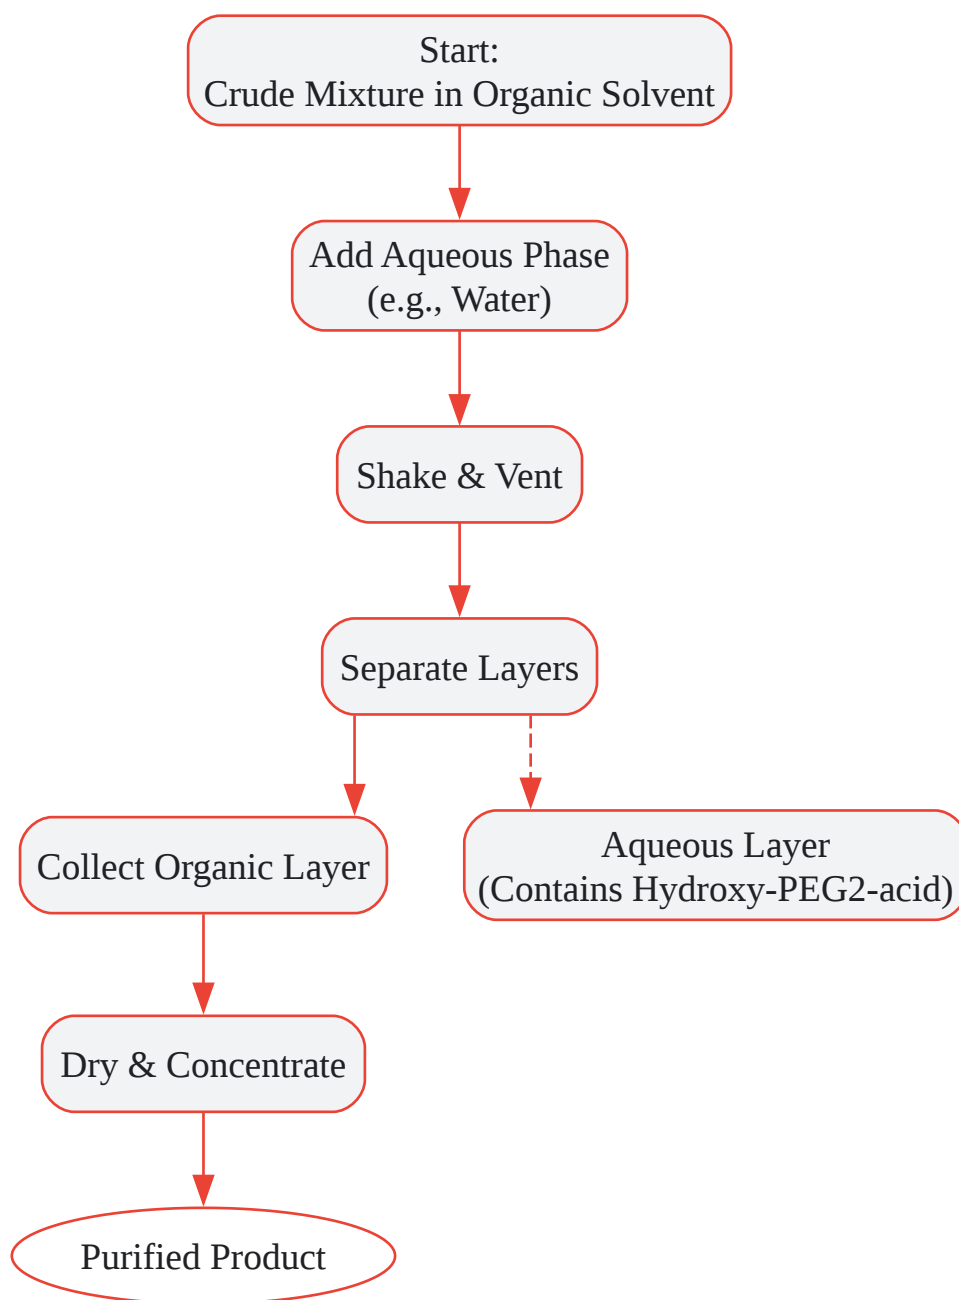 Start:
Crude Mixture in Organic Solvent
Add Aqueous Phase
(e.g., Water)
Shake & Vent
Separate Layers
Collect Organic Layer
Aqueous Layer
(Contains Hydroxy-PEG2-acid)
Dry & Concentrate
Purified Product